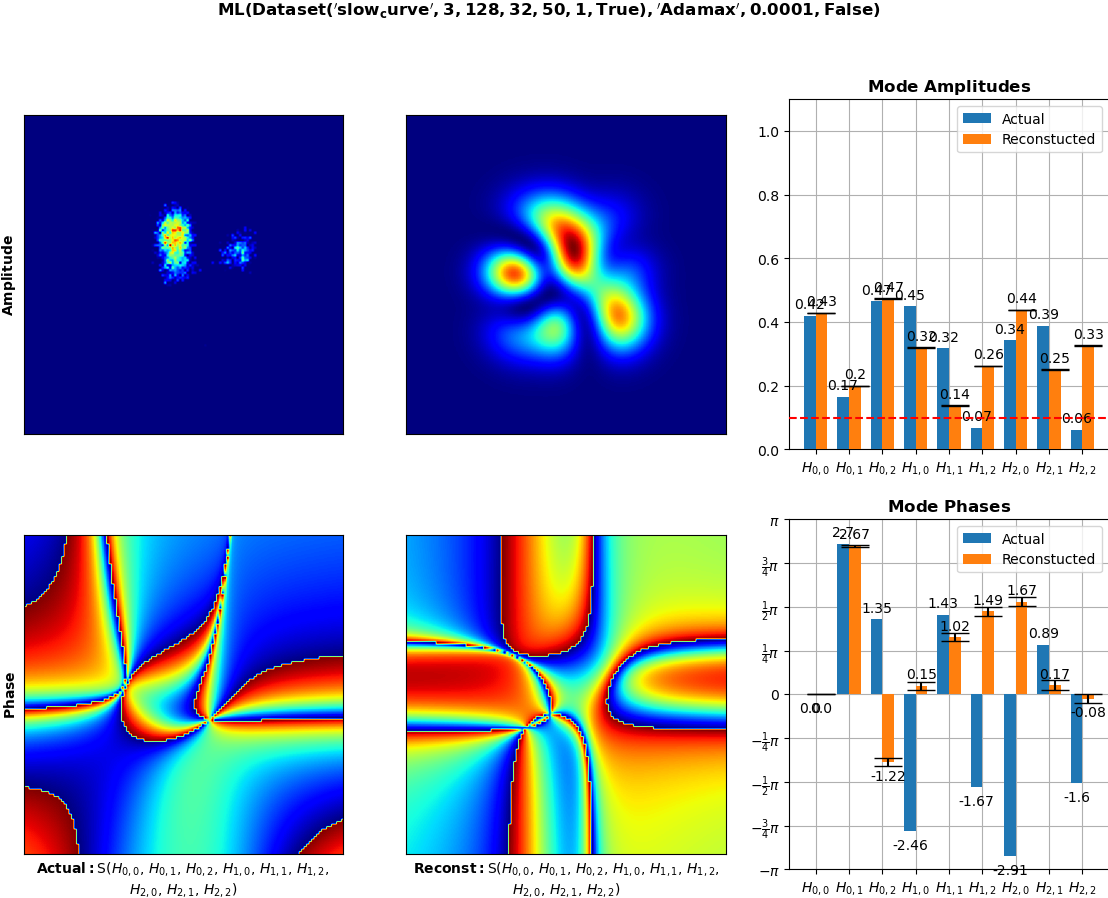 ML(Dataset('slow_curve', 3, 128, 32, 50, 1, True), 'Adamax', 0.0001, False)
Amplitude
Mode Amplitudes
Actual
Reconstucted
1.0
0.8
0.6
0.4
0.2
0.0
0.42
0.43
0.17
0.2
0.47
0.47
0.45
0.32
0.32
0.14
0.07
0.26
0.34
0.44
0.39
0.25
0.06
0.33
H0,0 H0,1 H0,2 H1,0 H1,1 H1,2 H2,0 H2,1 H2,2
Phase
Actual: S(H0,0, H0,1, H0,2, H1,0, H1,1, H1,2,
H2,0, H2,1, H2,2)
Reconst: S(H0,0, H0,1, H0,2, H1,0, H1,1, H1,2,
H2,0, H2,1, H2,2)
Mode Phases
Actual
Reconstucted
π
3/4π
1/2π
1/4π
0
−1/4π
−1/2π
−3/4π
−π
0.0
0.0
2.7
2.67
1.35
-1.22
-2.46
0.15
1.43
1.02
-1.67
1.49
-2.91
1.67
0.89
0.17
-1.6
-0.08
H0,0 H0,1 H0,2 H1,0 H1,1 H1,2 H2,0 H2,1 H2,2